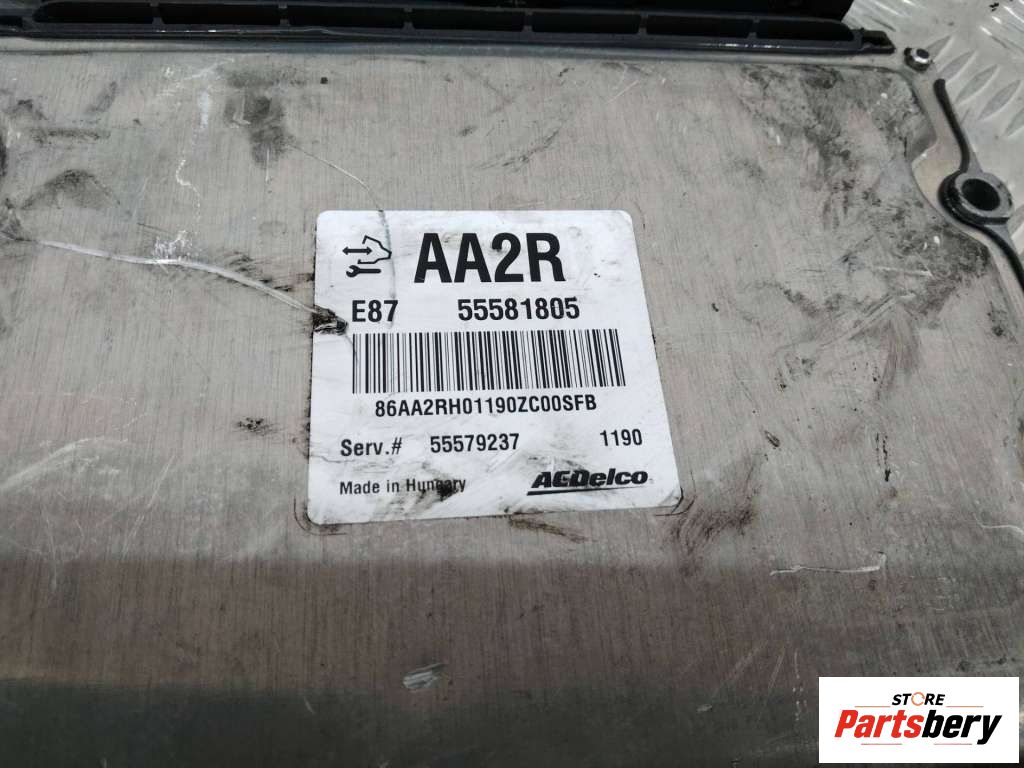 AA2R
E87 55581805
86AA2RH01190ZC00SFB
Serv.# 55579237 1190
Made in Hungary ACDelco
STORE
Partsbery